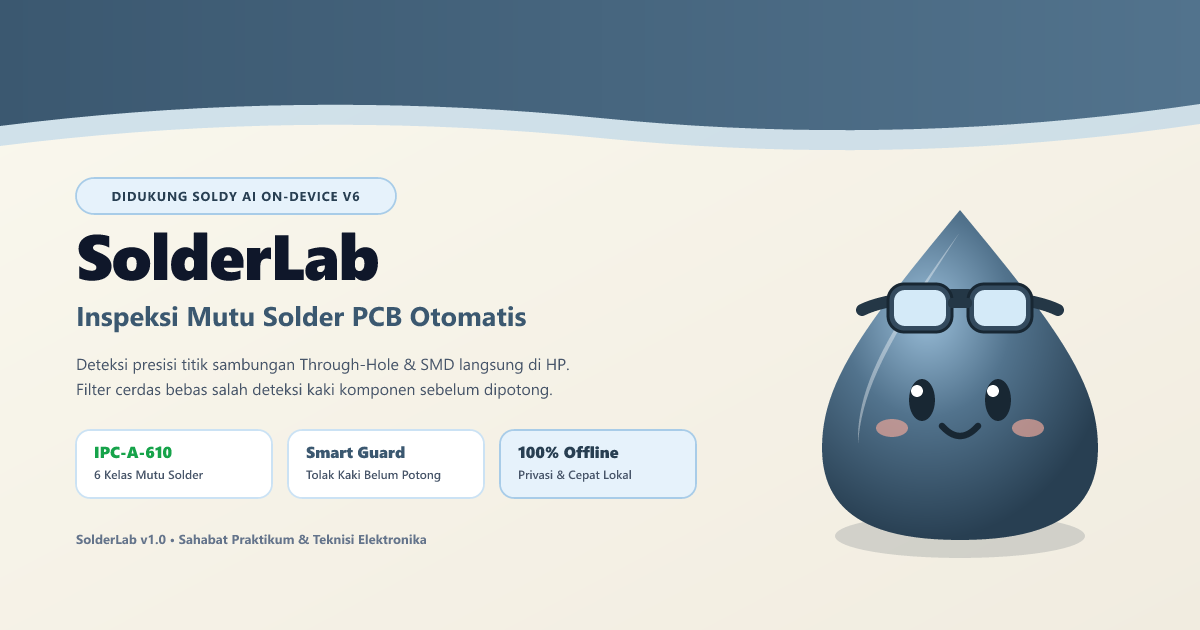 DIDUKUNG SOLDY AI ON-DEVICE V6
SolderLab
Inspeksi Mutu Solder PCB Otomatis
Deteksi presisi titik sambungan Through-Hole & SMD langsung di HP.
Filter cerdas bebas salah deteksi kaki komponen sebelum dipotong.
IPC-A-610
6 Kelas Mutu Solder
Smart Guard
Tolak Kaki Belum Potong
100% Offline
Privasi & Cepat Lokal
SolderLab v1.0 • Sahabat Praktikum & Teknisi Elektronika